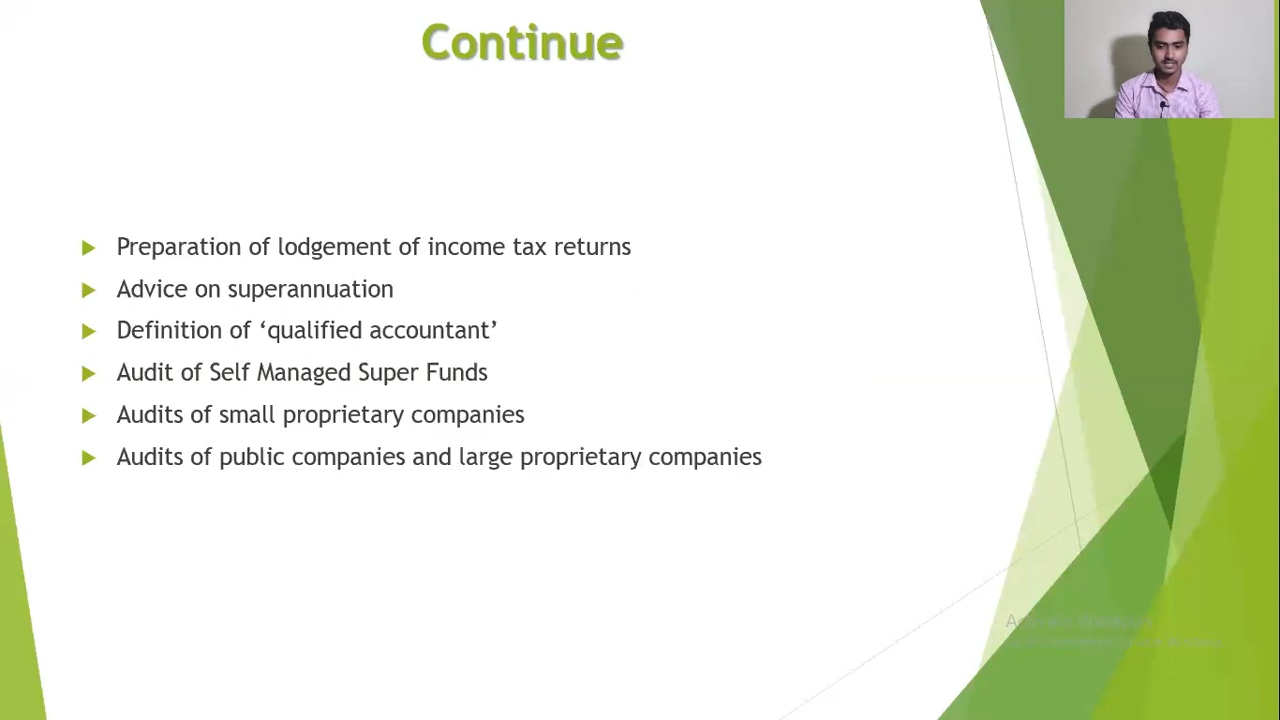 Continue
Preparation of lodgement of income tax returns
Advice on superannuation
Definition of ‘qualified accountant’
Audit of Self Managed Super Funds
Audits of small proprietary companies
Audits of public companies and large proprietary companies